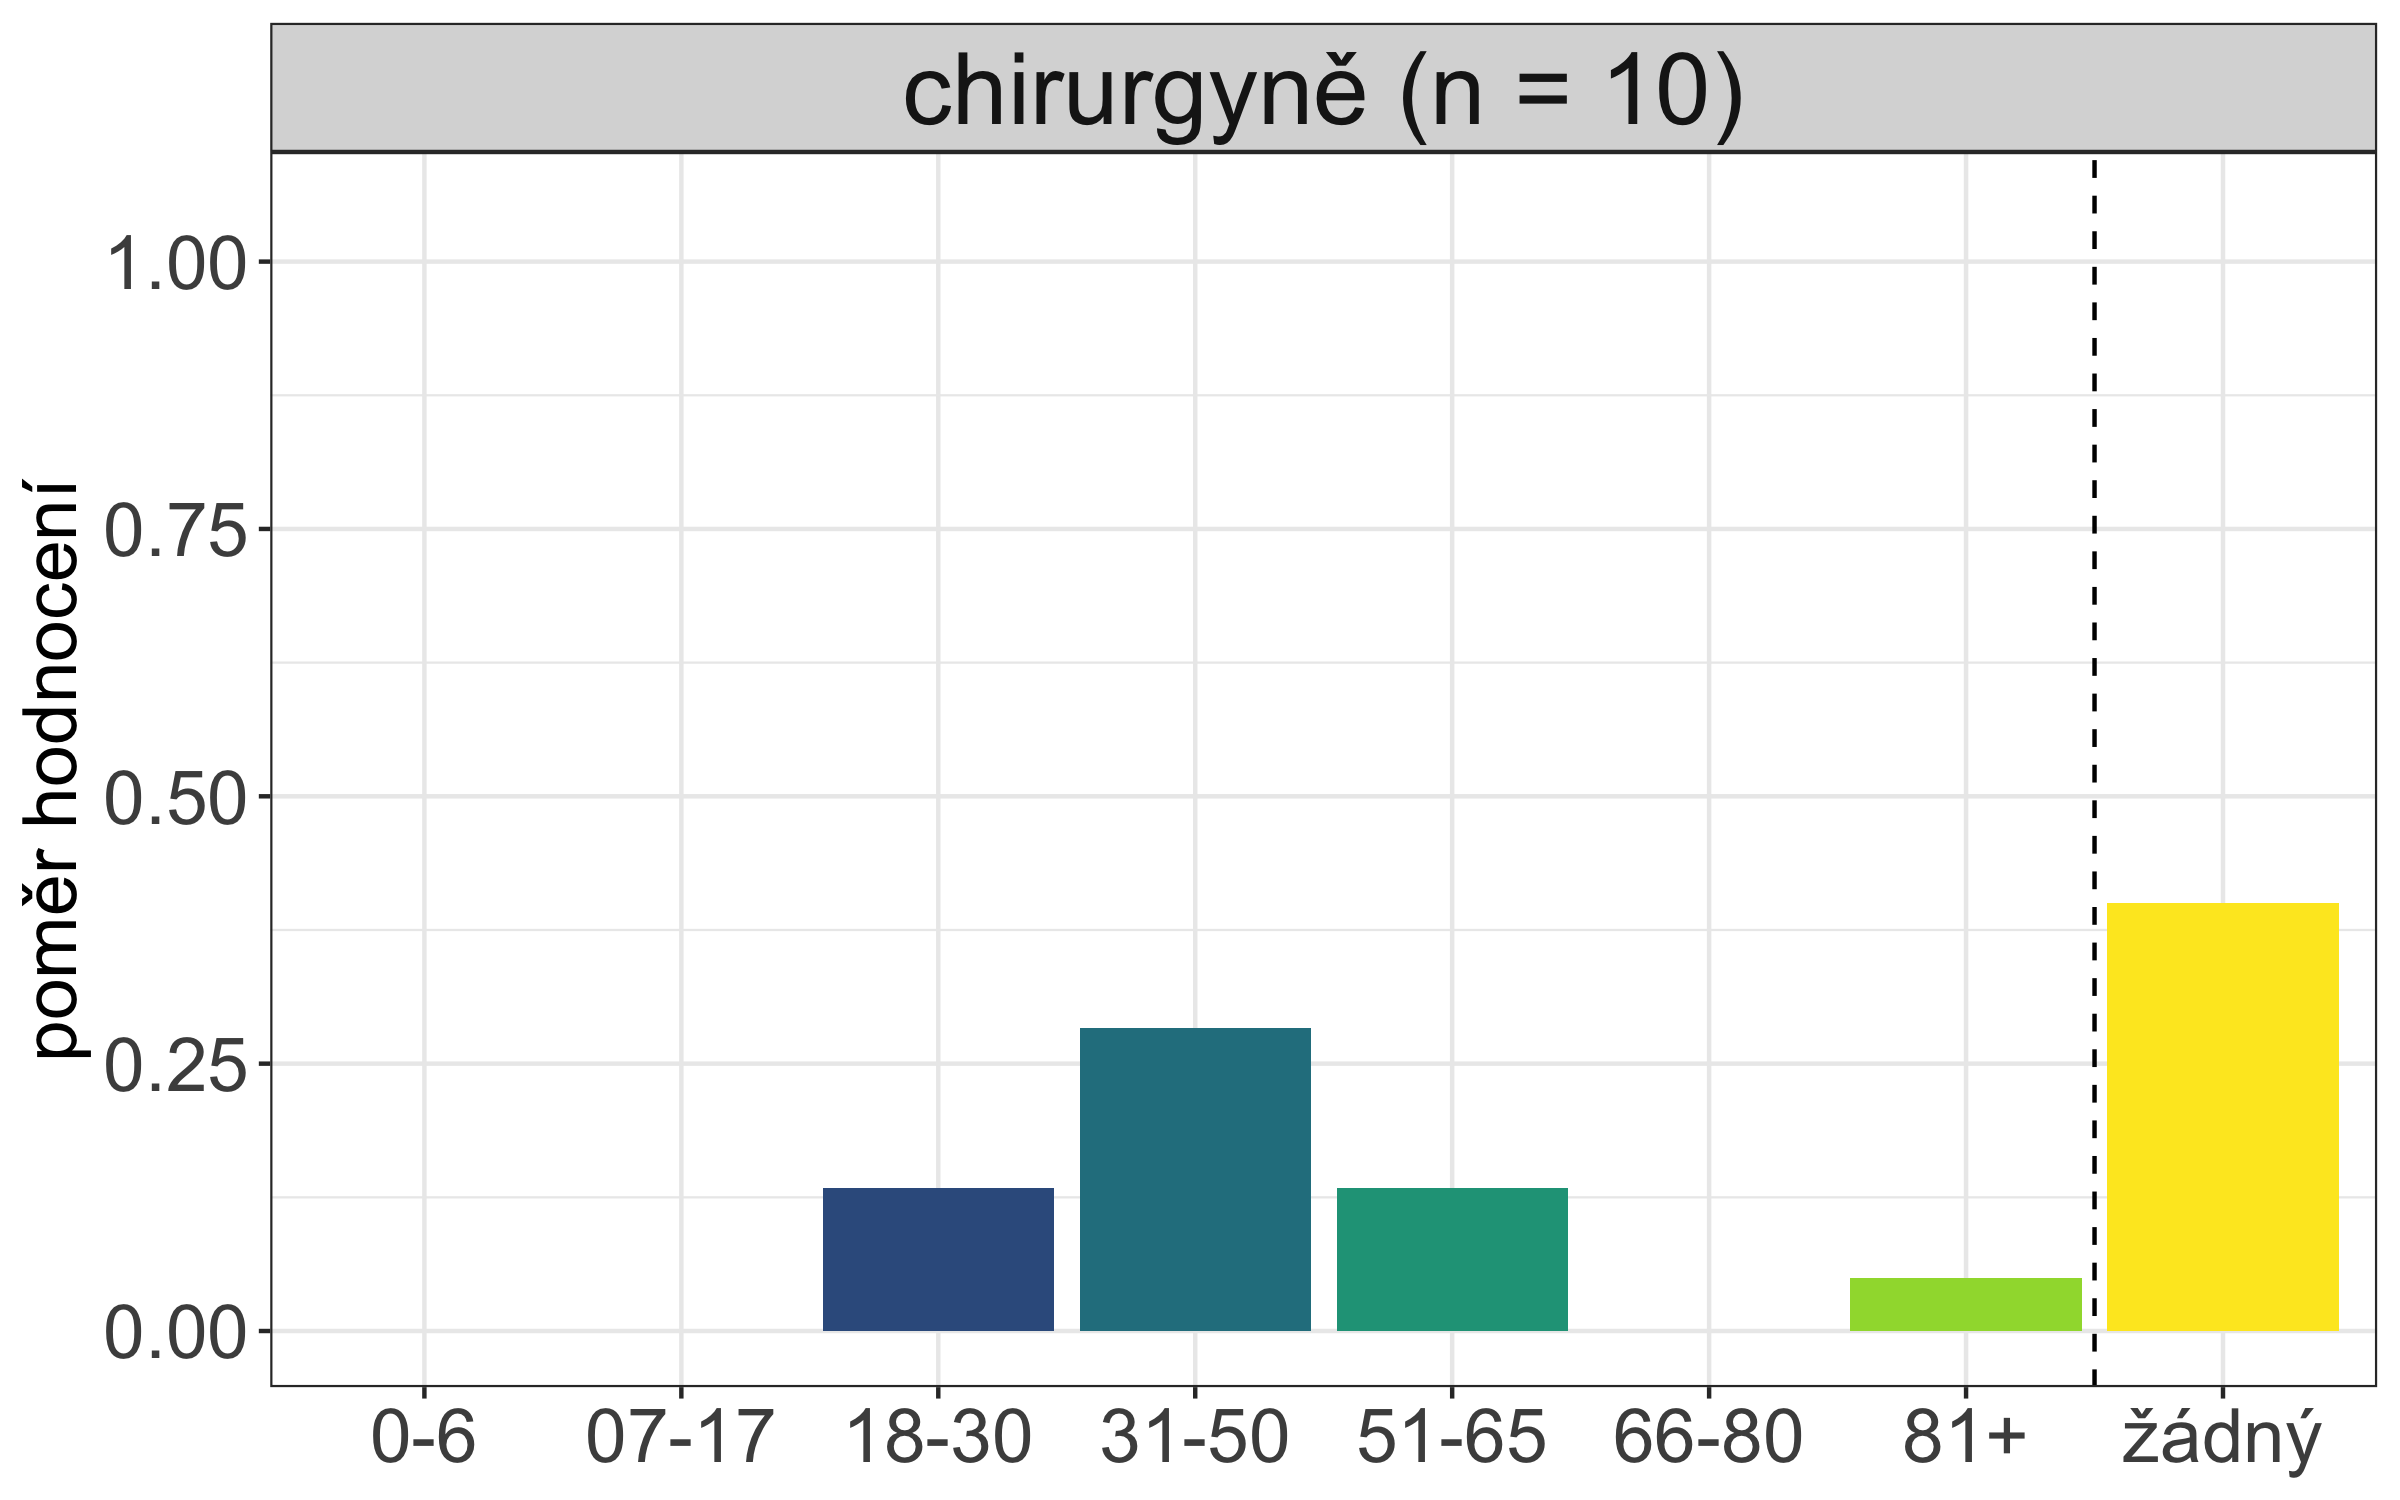 chirurgyně (n = 10)
poměr hodnocení
1.00
0.75
0.50
0.25
0.00
0-6 07-17 18-30 31-50 51-65 66-80 81+ žádný